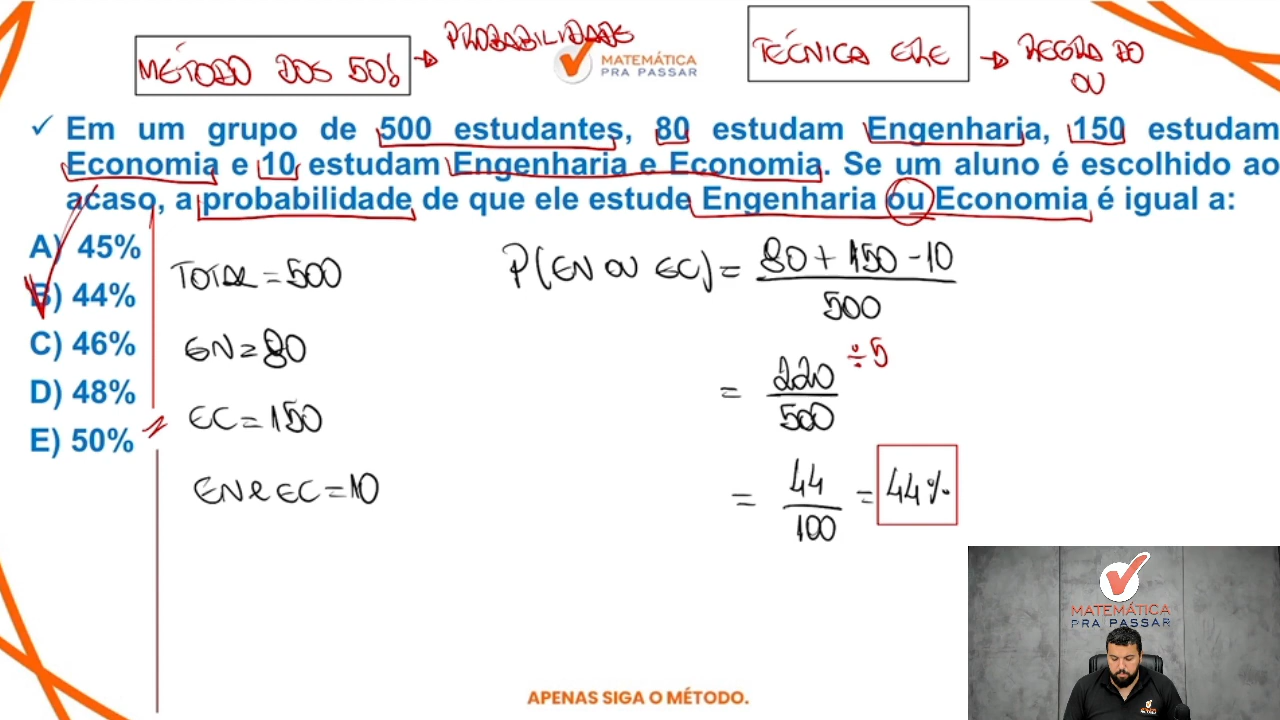 MÉTODO DOS 50!
PROBABILIDADE
MATEMÁTICA
PRA PASSAR
TÉCNICA ERE
REGRA DO
OU
✓ Em um grupo de 500 estudantes, 80 estudam Engenharia, 150 estudam
Economia e 10 estudam Engenharia e Economia. Se um aluno é escolhido ao
acaso, a probabilidade de que ele estude Engenharia ou Economia é igual a:
A) 45%
B) 44%
C) 46%
D) 48%
E) 50%
TOTAL = 500
EN = 80
EC = 150
EN e EC = 10
P(EN OU EC) = 80 + 150 - 10
500
= 220 ÷5
500
= 44 = 44%
100
MATEMÁTICA
PRA PASSAR
APENAS SIGA O MÉTODO.